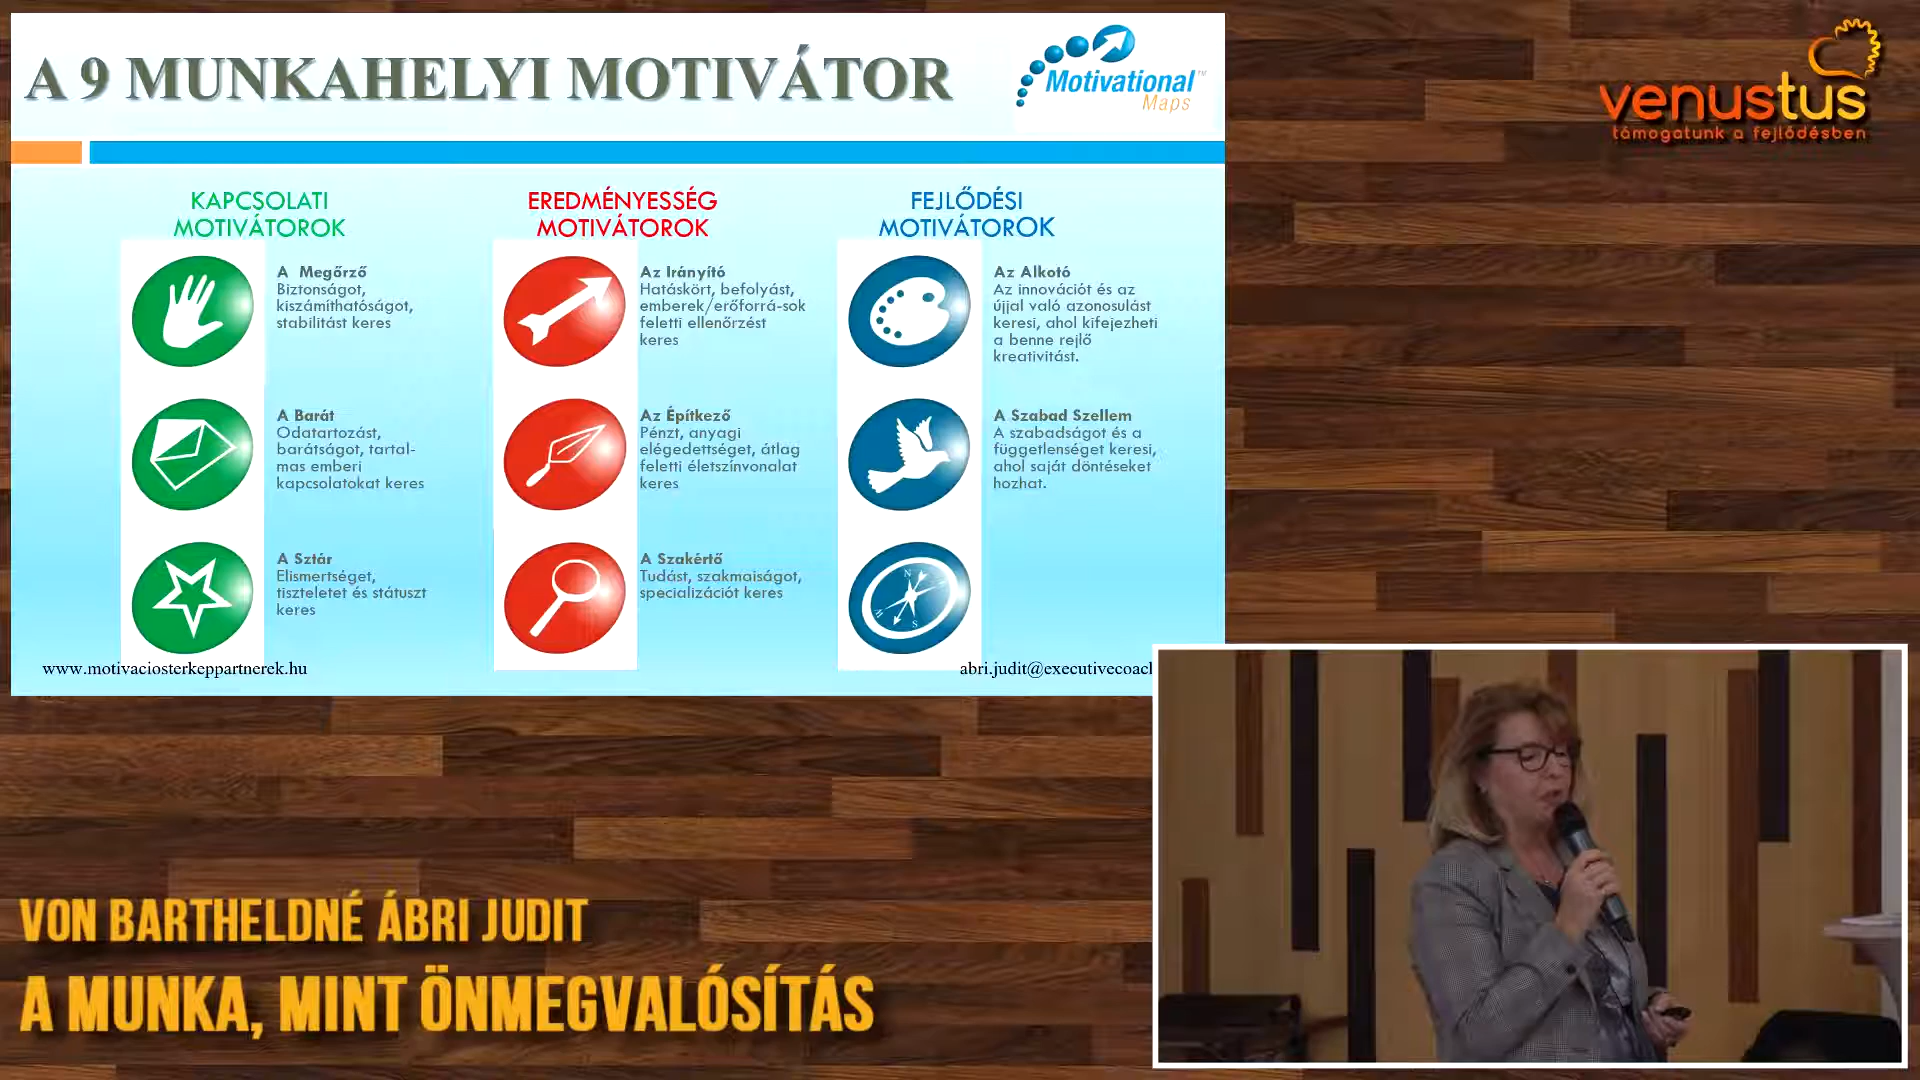 A 9 MUNKAHELYI MOTIVÁTOR
Motivational™
Maps
venustus
támogatunk a fejlődésben
KAPCSOLATI
MOTIVÁTOROK
A Megőrző
Biztonságot,
kiszámíthatóságot,
stabilitást keres
A Barát
Odatartozást,
barátságot, tartal-
mas emberi
kapcsolatokat keres
A Sztár
Elismertséget,
tiszteletet és státuszt
keres
EREDMÉNYESSÉG
MOTIVÁTOROK
Az Irányító
Hatáskört, befolyást,
emberek/erőforrá-sok
feletti ellenőrzést
keres
Az Építkező
Pénzt, anyagi
elégedettséget, átlag
feletti életszínvonalat
keres
A Szakértő
Tudást, szakmaiságot,
specializációt keres
FEJLŐDÉSI
MOTIVÁTOROK
Az Alkotó
Az innovációt és az
újjal való azonosulást
keresi, ahol kifejezheti
a benne rejlő
kreativitást.
A Szabad Szellem
A szabadságot és a
függetlenséget keresi,
ahol saját döntéseket
hozhat.
N
W
S
www.motivaciosterkeppartnerek.hu
abri.judit@executivecoach
VON BARTHELDNÉ ÁBRI JUDIT
A MUNKA, MINT ÖNMEGVALÓSÍTÁS